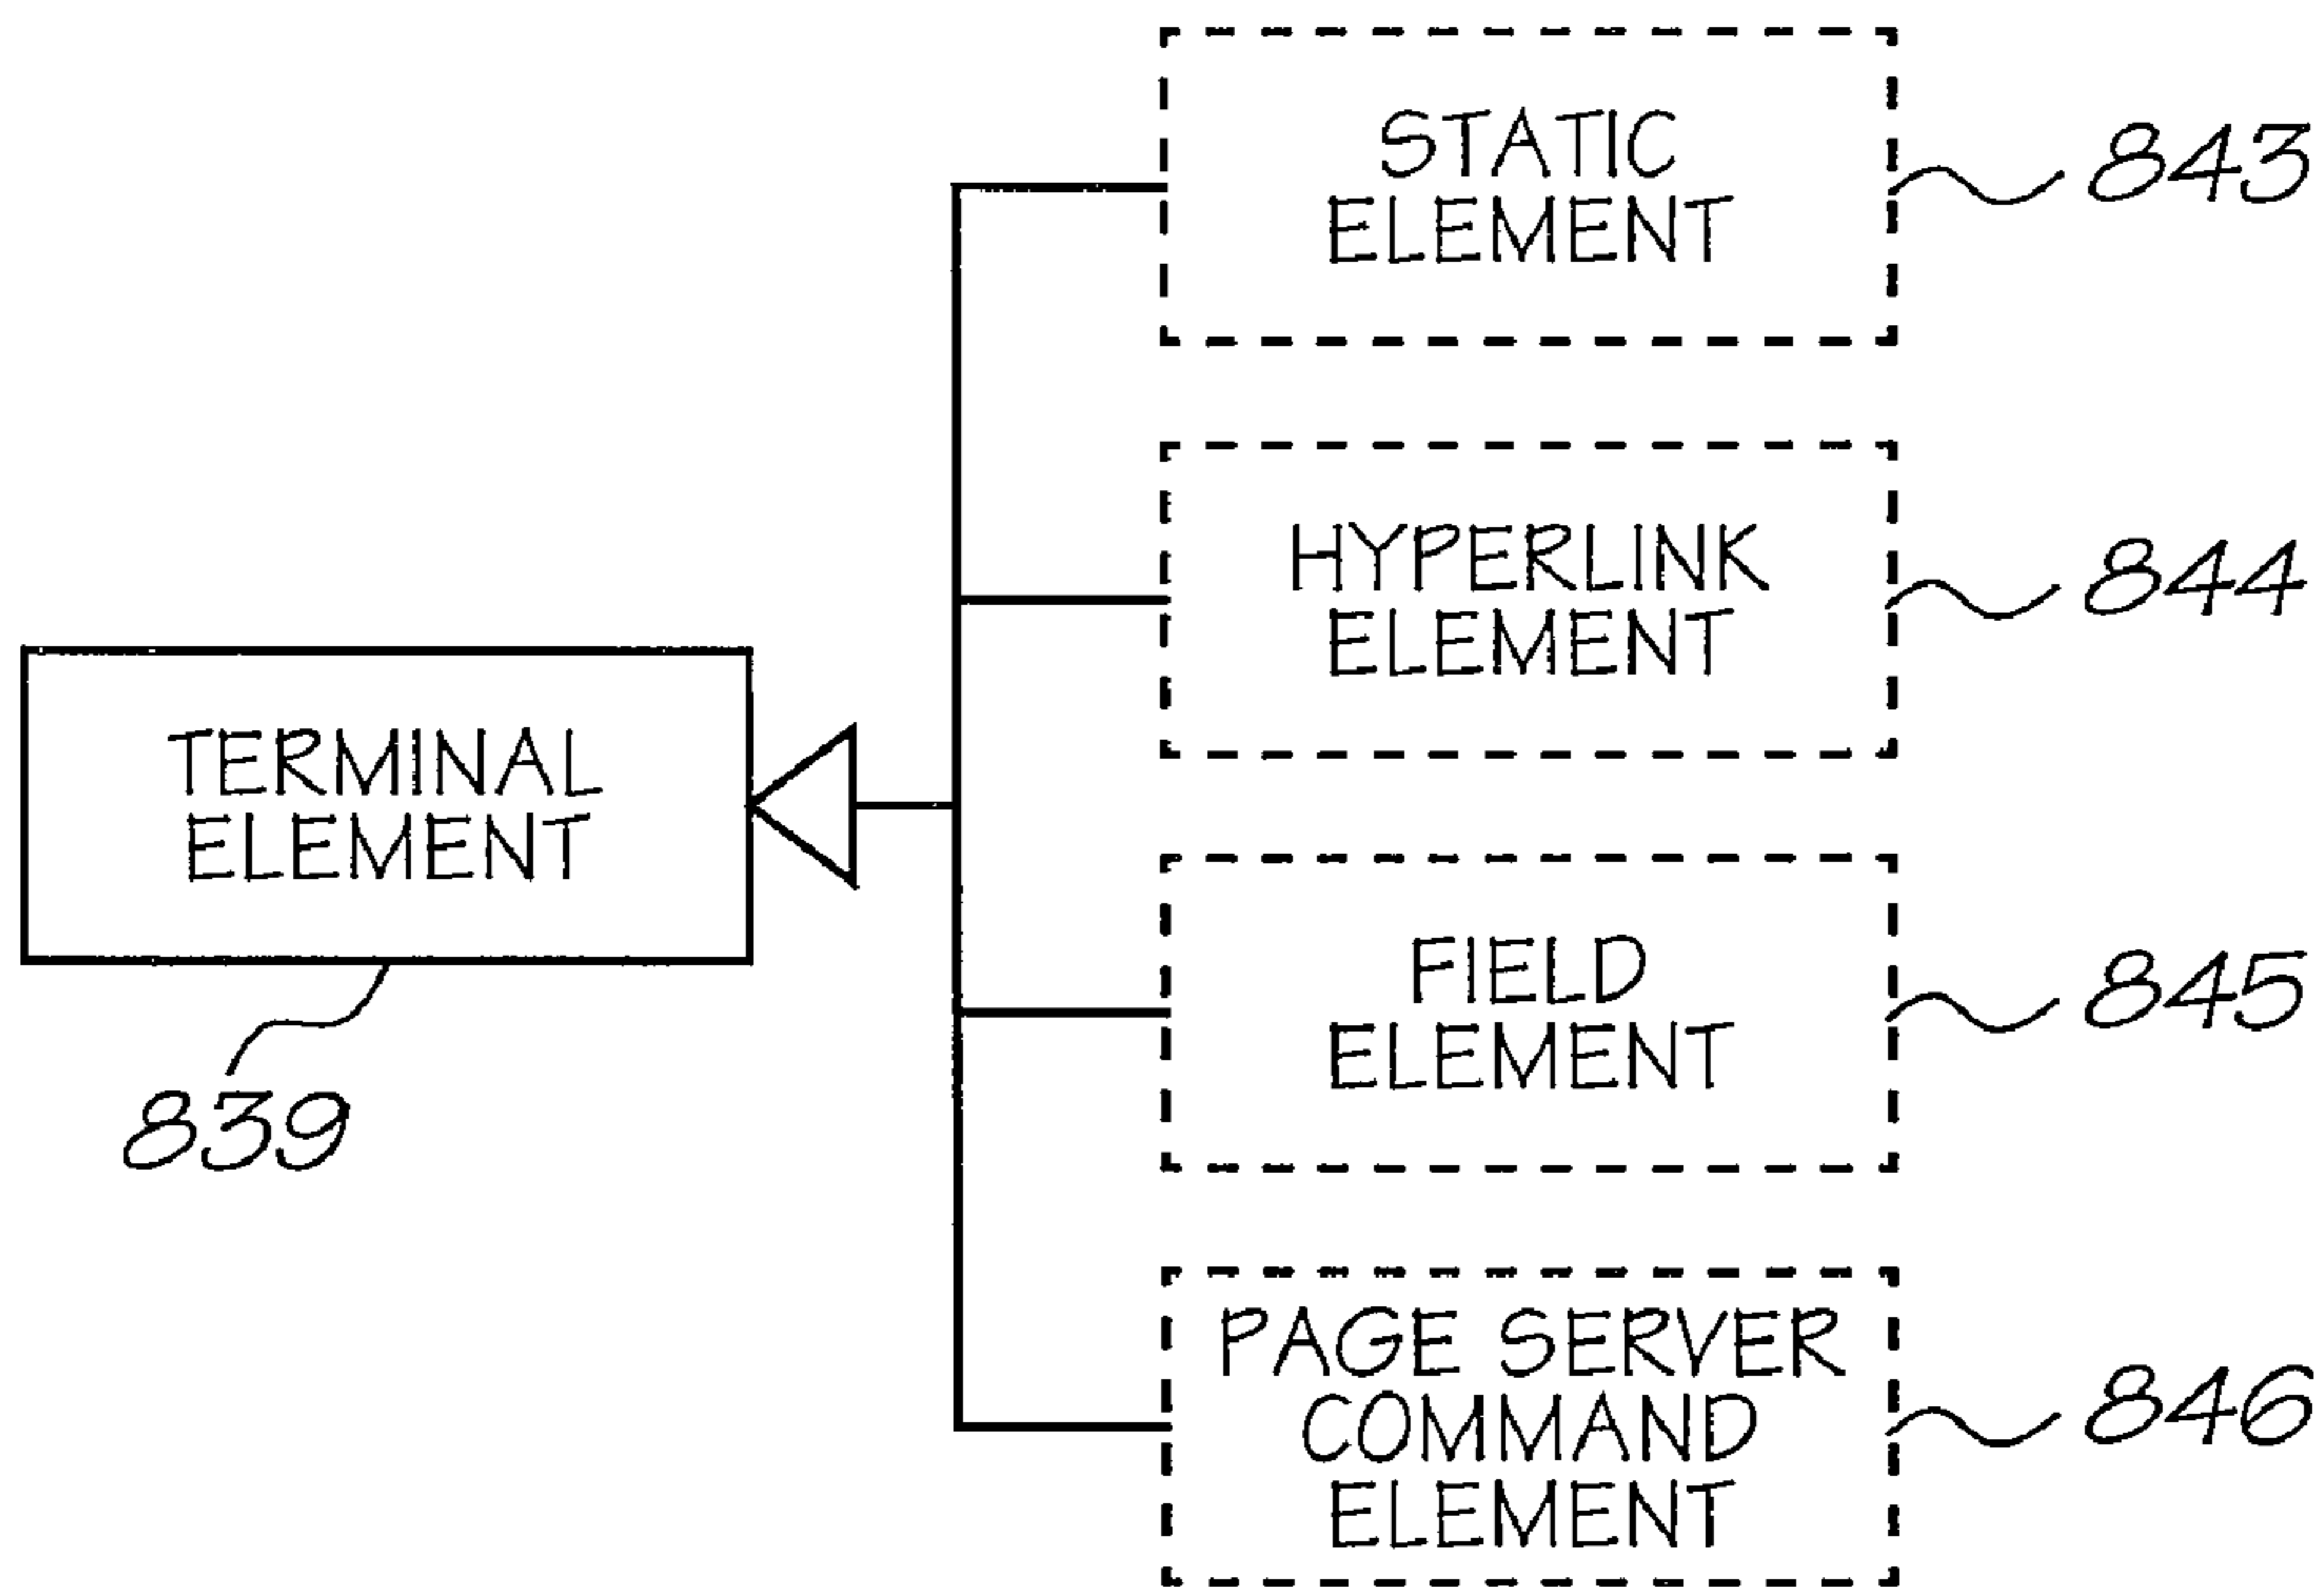 STATIC
ELEMENT
843
HYPERLINK
ELEMENT
844
TERMINAL
ELEMENT
839
FIELD
ELEMENT
845
PAGE SERVER
COMMAND
ELEMENT
846